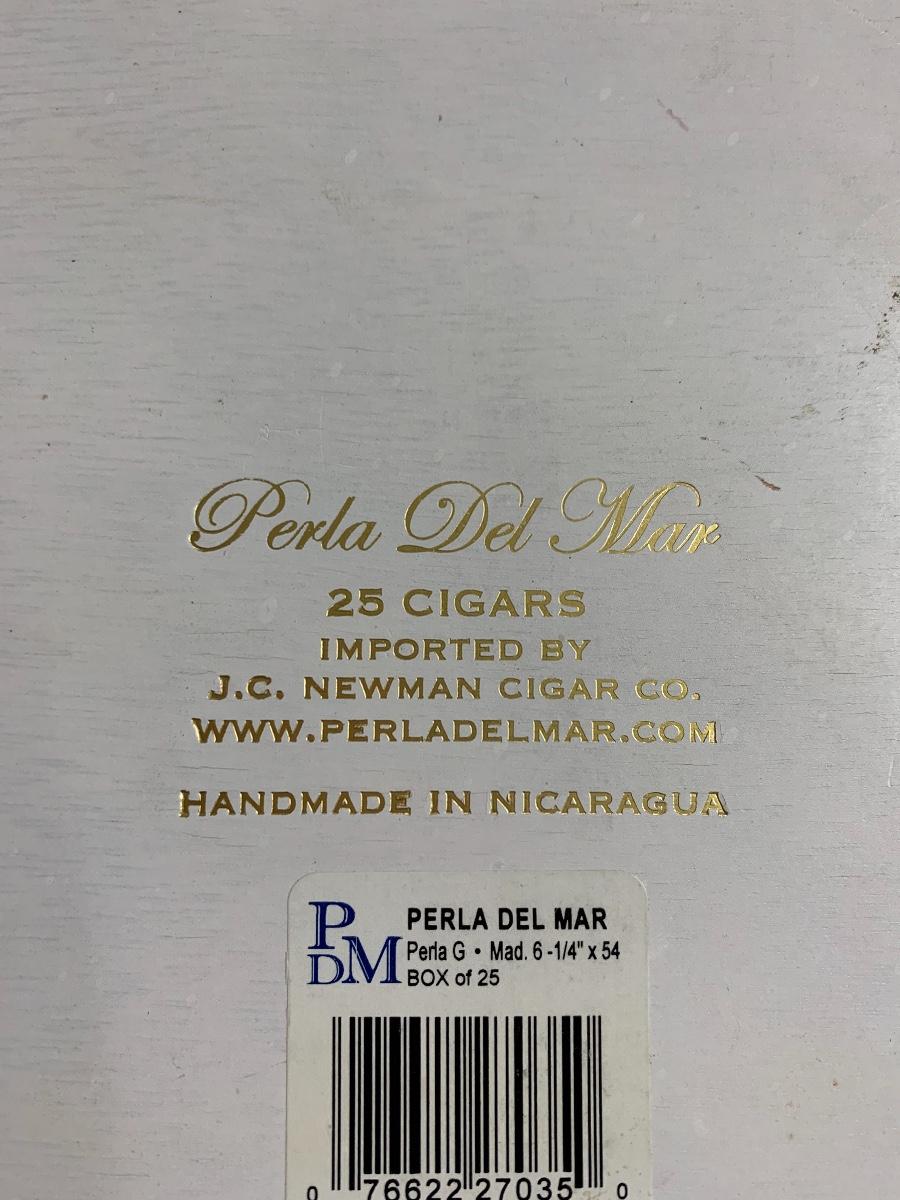 Perla Del Mar
25 CIGARS
IMPORTED BY
J.C. NEWMAN CIGAR CO.
WWW.PERLADELMAR.COM
HANDMADE IN NICARAGUA
PDM
PERLA DEL MAR
Perla G • Mad. 6 -1/4" x 54
BOX of 25
0 76622 27035 0